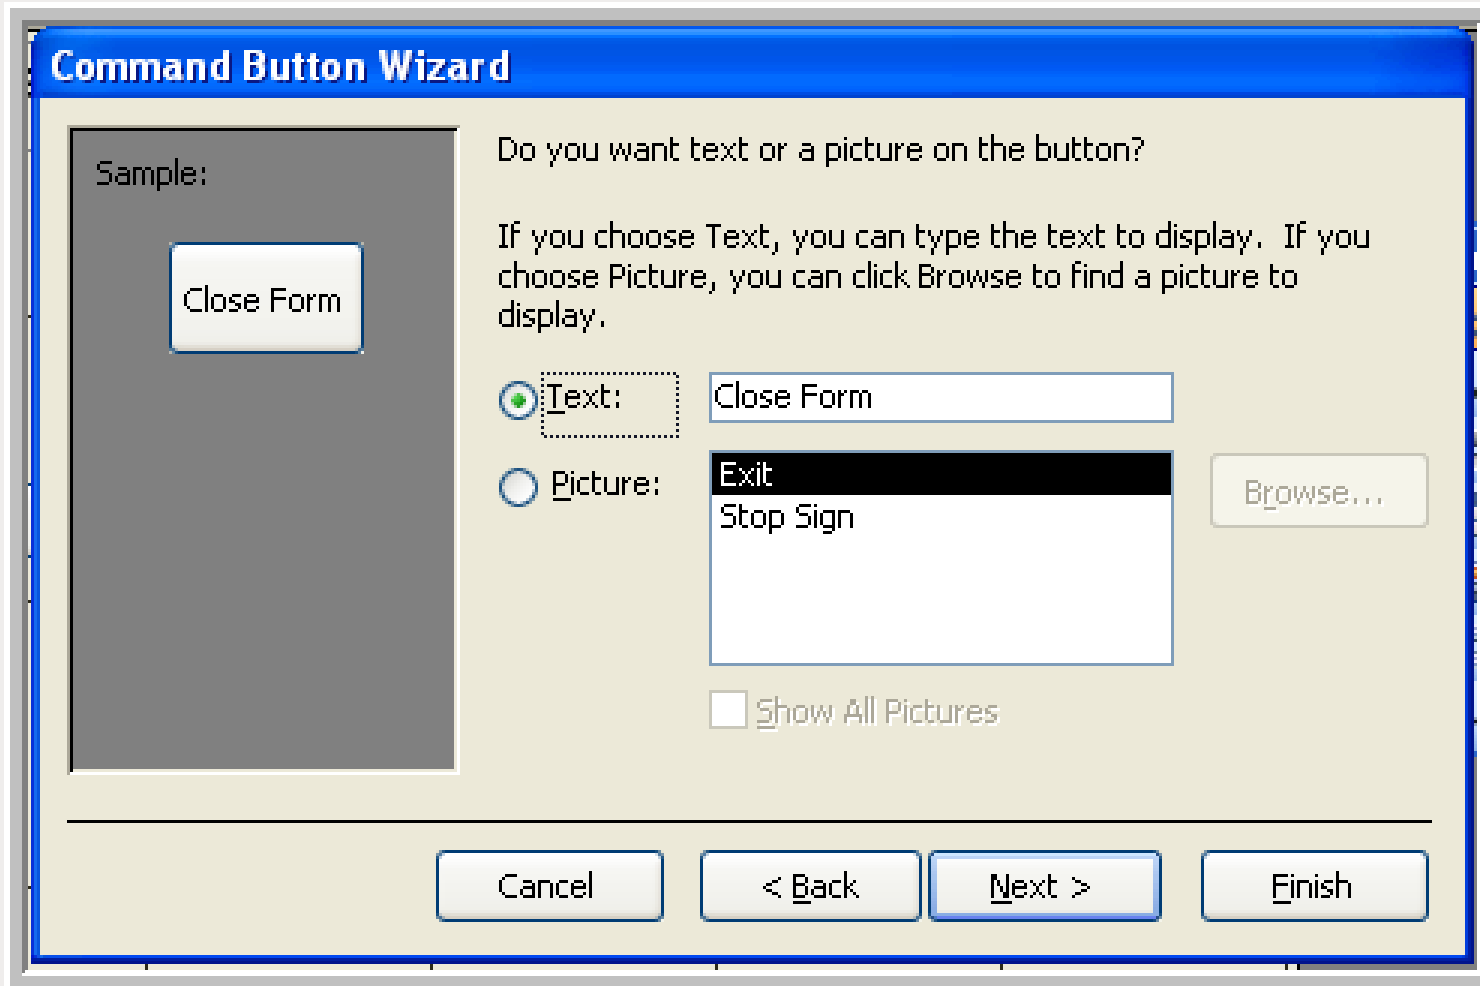 Command Button Wizard
Sample:
Close Form
Do you want text or a picture on the button?
If you choose Text, you can type the text to display.  If you
choose Picture, you can click Browse to find a picture to
display.
Text:
Close Form
Picture:
Exit
Stop Sign
Browse...
Show All Pictures
Cancel
< Back
Next >
Finish